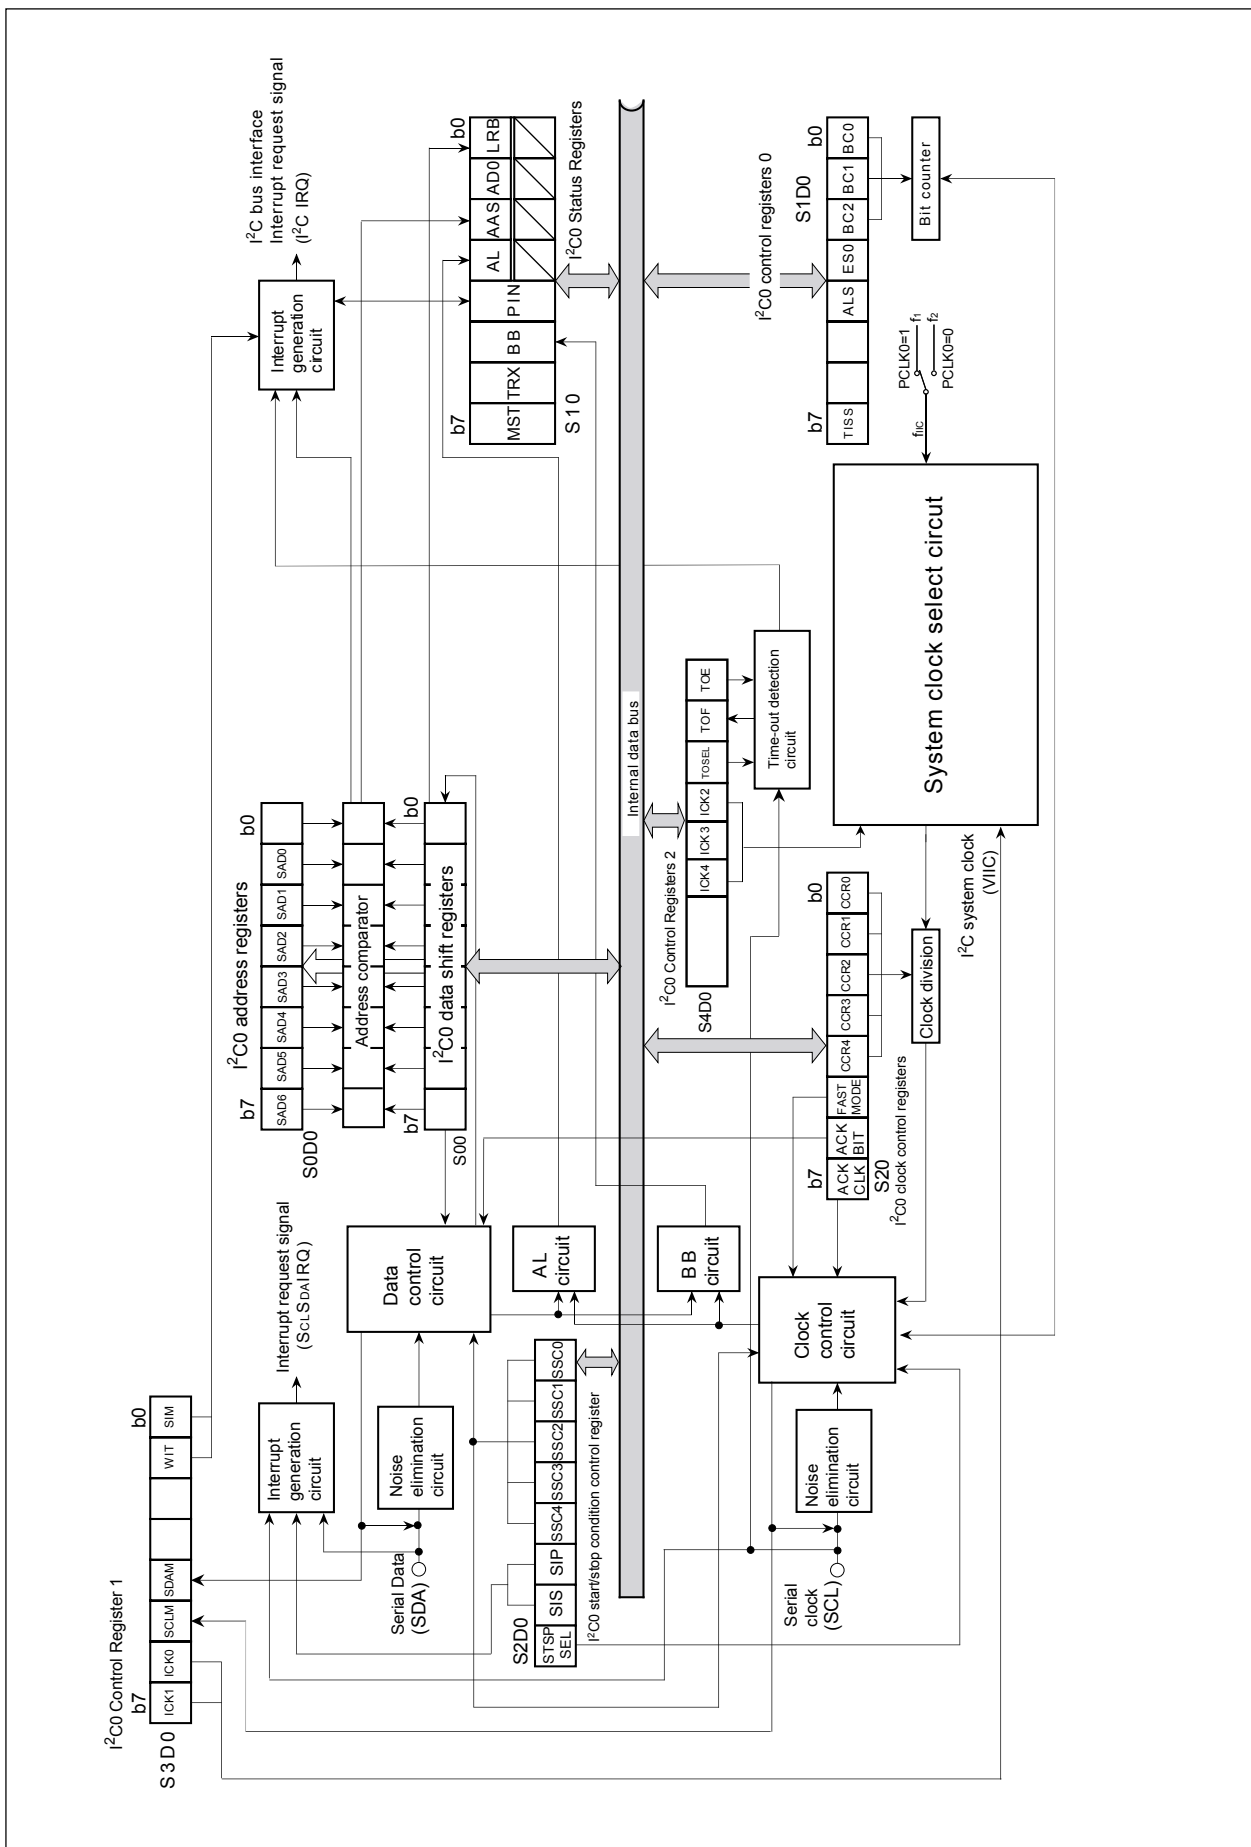 I²C0 Control Register 1
b7
b0
ICK1
ICK0
SCLM
SDAM
WIT
SIM
S3D0
Interrupt
generation
circuit
Interrupt request signal
(SCLSDAIRQ)
Serial Data
(SDA)
Noise
elimination
circuit
Data
control
circuit
I²C0 address registers
b7
b0
SAD6
SAD5
SAD4
SAD3
SAD2
SAD1
SAD0
S0D0
Address comparator
b7
b0
I²C0 data shift registers
S00
Interrupt
generation
circuit
I²C bus interface
Interrupt request signal
(I²C IRQ)
b7
b0
MST
TRX
BB
PIN
AL
AAS
AD0
LRB
S10
I²C0 Status Registers
AL
circuit
S2D0
STSP
SEL
SIS
SIP
SSC4
SSC3
SSC2
SSC1
SSC0
I²C0 start/stop condition control register
Internal data bus
BB
circuit
I²C0 Control Registers 2
ICK4
ICK3
ICK2
TOSEL
TOF
TOE
S4D0
Time-out detection
circuit
Serial
clock
(SCL)
Noise
elimination
circuit
Clock
control
circuit
b7
b0
ACK
CLK
ACK
BIT
FAST
MODE
CCR4
CCR3
CCR2
CCR1
CCR0
S20
I²C0 clock control registers
Clock division
I²C system clock
(VIIC)
System clock select circut
fIIC
PCLK0=1
f1
f2
PCLK0=0
I²C0 control registers 0
S1D0
b7
b0
TISS
ALS
ES0
BC2
BC1
BC0
Bit counter